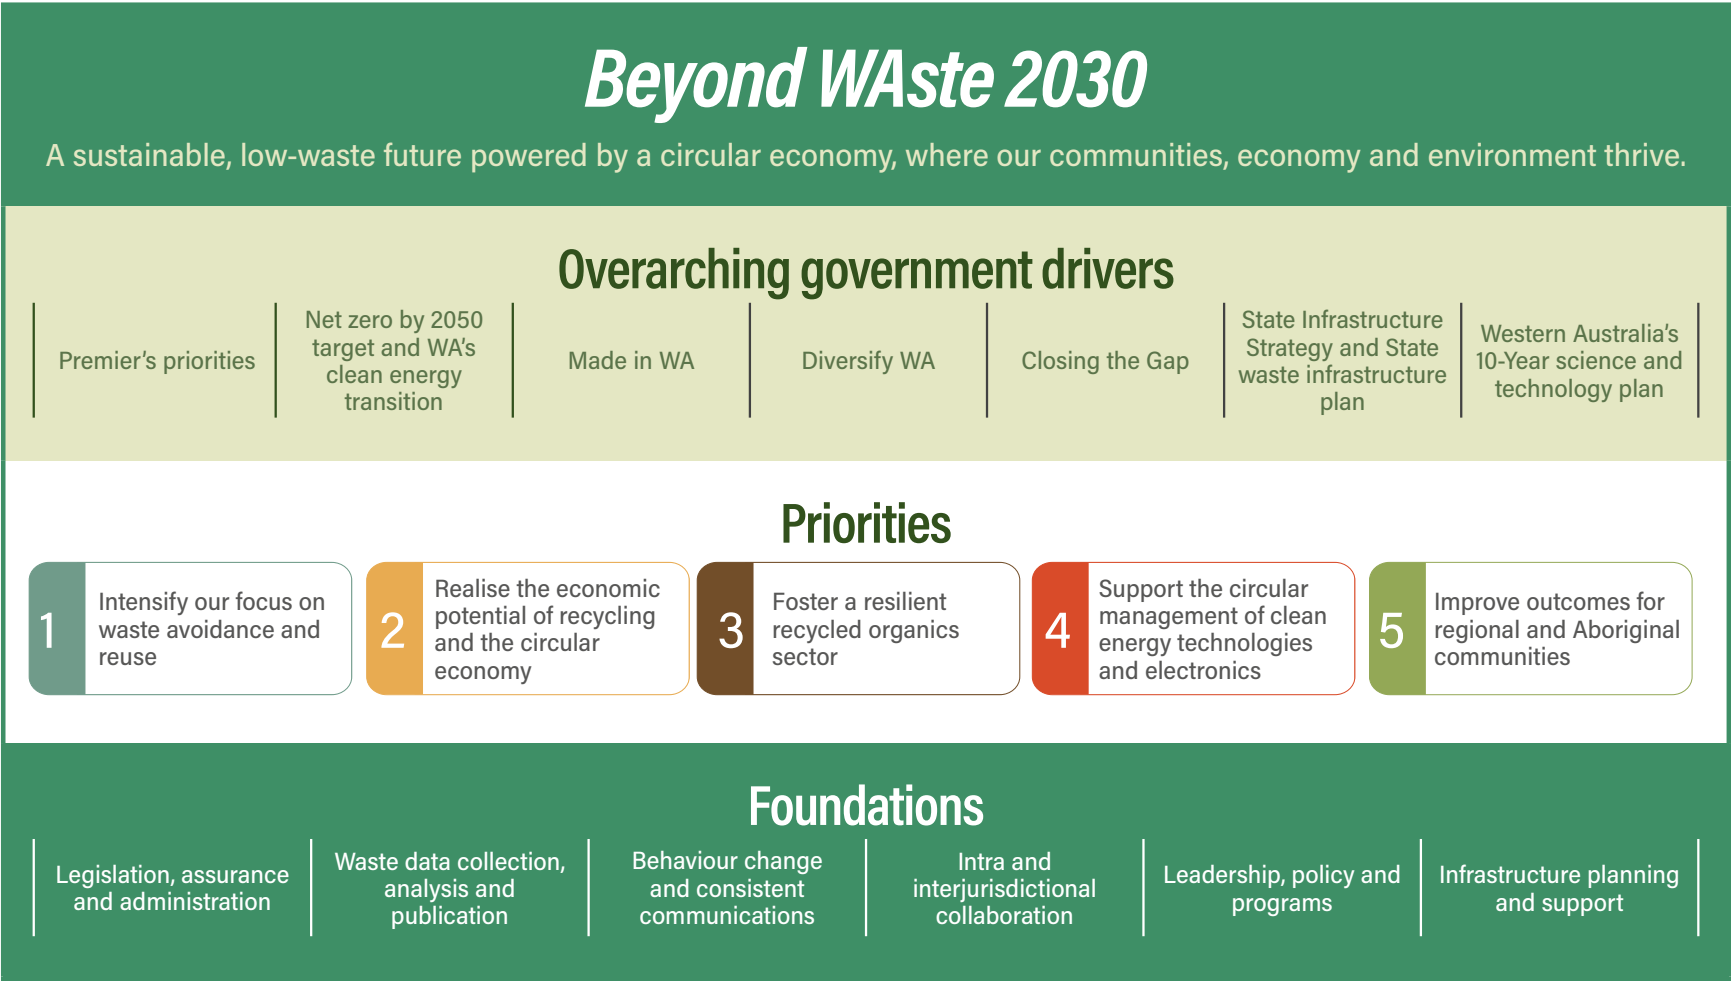 Beyond WAste 2030
A sustainable, low-waste future powered by a circular economy, where our communities, economy and environment thrive.
Overarching government drivers
Premier's priorities
Net zero by 2050
target and WA's
clean energy
transition
Made in WA
Diversify WA
Closing the Gap
State Infrastructure
Strategy and State
waste infrastructure
plan
Western Australia's
10-Year science and
technology plan
Priorities
1
Intensify our focus on
waste avoidance and
reuse
2
Realise the economic
potential of recycling
and the circular
economy
3
Foster a resilient
recycled organics
sector
4
Support the circular
management of clean
energy technologies
and electronics
5
Improve outcomes for
regional and Aboriginal
communities
Foundations
Legislation, assurance
and administration
Waste data collection,
analysis and
publication
Behaviour change
and consistent
communications
Intra and
interjurisdictional
collaboration
Leadership, policy and
programs
Infrastructure planning
and support